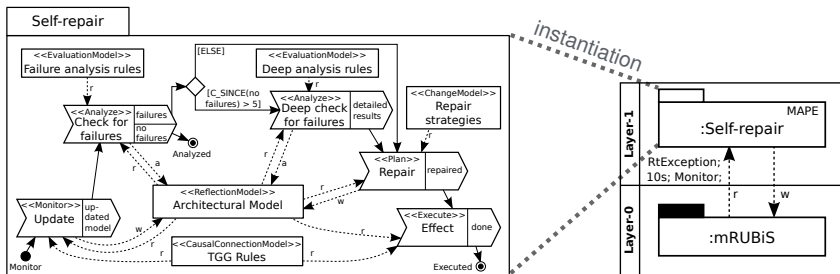 Self-repair
instantiation
<<EvaluationModel>>
Failure analysis rules
[ELSE]
<<EvaluationModel>>
Deep analysis rules
r
r
[C_SINCE(no
failures) > 5]
<<ChangeModel>>
Repair
strategies
<<Analyze>>
Check for
failures
failures
no
failures
<<Analyze>>
Deep check
for failures
detailed
results
Analyzed
r
a
r
a
r
<<Plan>>
Repair
repaired
<<ReflectionModel>>
Architectural Model
r
w
<<Monitor>>
Update
up-
dated
model
w
r
r
<<Execute>>
Effect
done
<<CausalConnectionModel>>
TGG Rules
r
r
Monitor
Executed
Layer-1
MAPE
:Self-repair
RtException;
10s; Monitor;
r
w
Layer-0
:mRUBiS